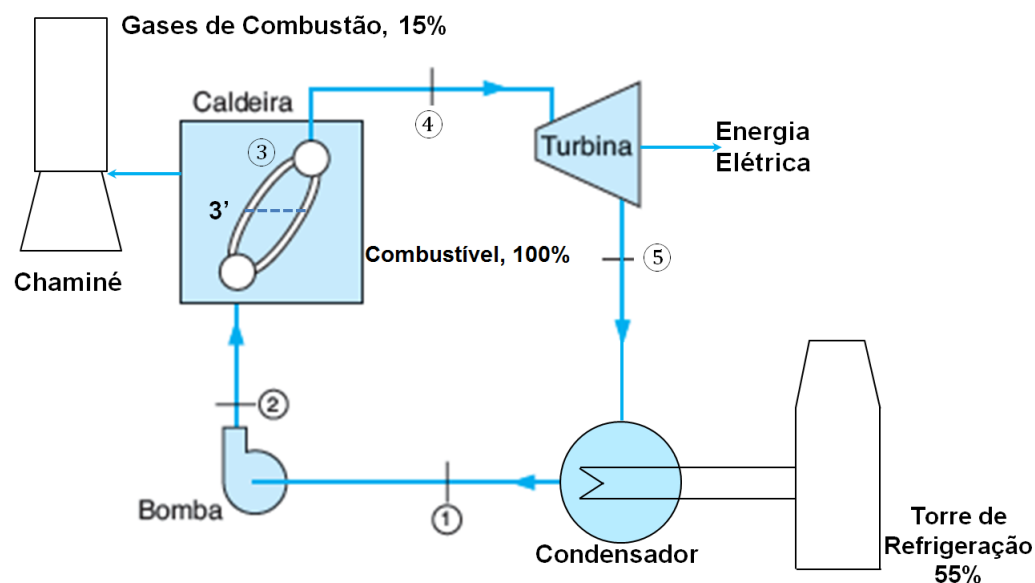 Gases de Combustão, 15%
Caldeira
③
④
Turbina
Energia
Elétrica
3’
Combustível, 100%
⑤
Chaminé
②
Bomba
①
Condensador
Torre de
Refrigeração
55%